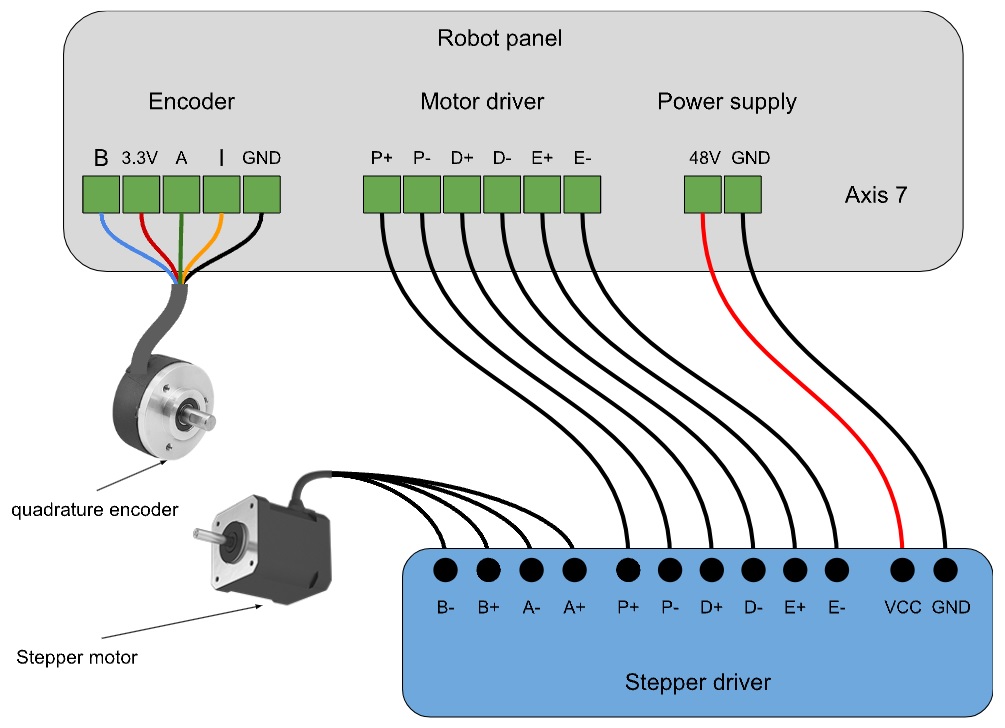 Robot panel
Encoder
Motor driver
Power supply
B 3.3V A I GND
P+ P- D+ D- E+ E-
48V GND
Axis 7
quadrature encoder
Stepper motor
B- B+ A- A+ P+ P- D+ D- E+ E- VCC GND
Stepper driver